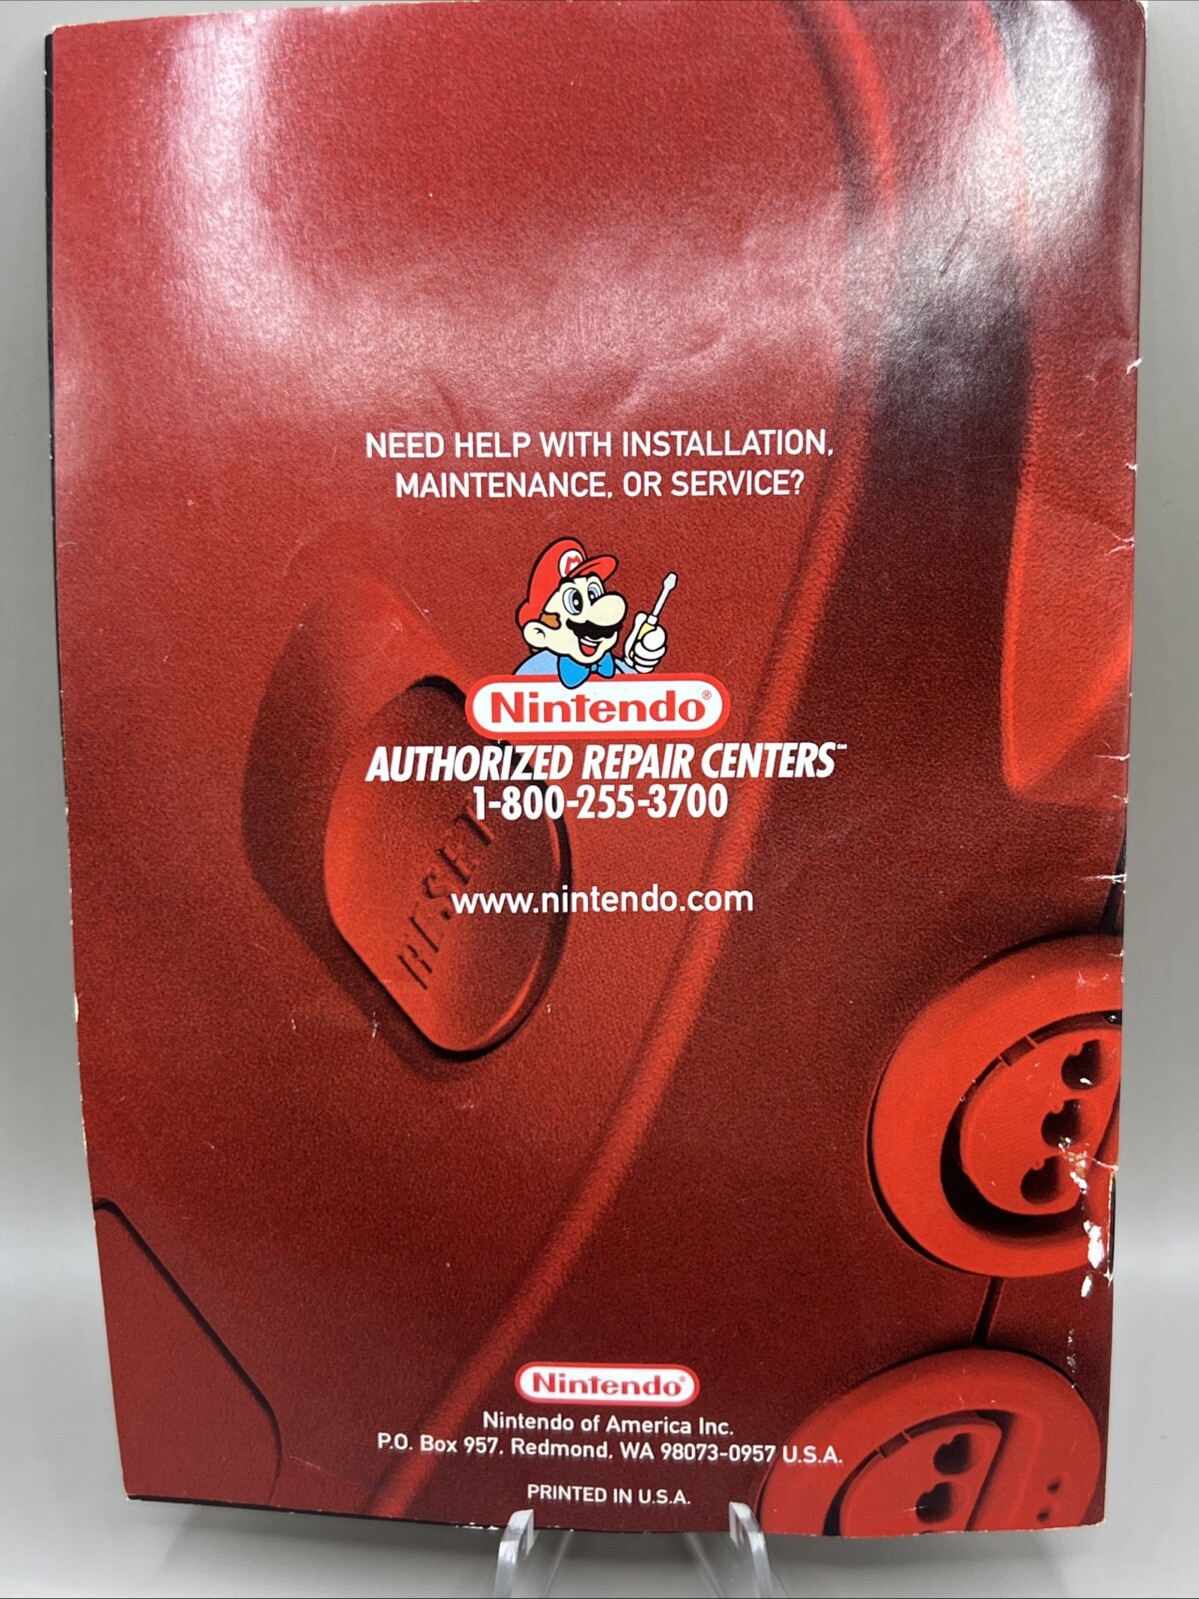 NEED HELP WITH INSTALLATION,
MAINTENANCE, OR SERVICE?
M
Nintendo®
AUTHORIZED REPAIR CENTERS™
1-800-255-3700
RESET
www.nintendo.com
Nintendo®
Nintendo of America Inc.
P.O. Box 957, Redmond, WA 98073-0957 U.S.A.
PRINTED IN U.S.A.